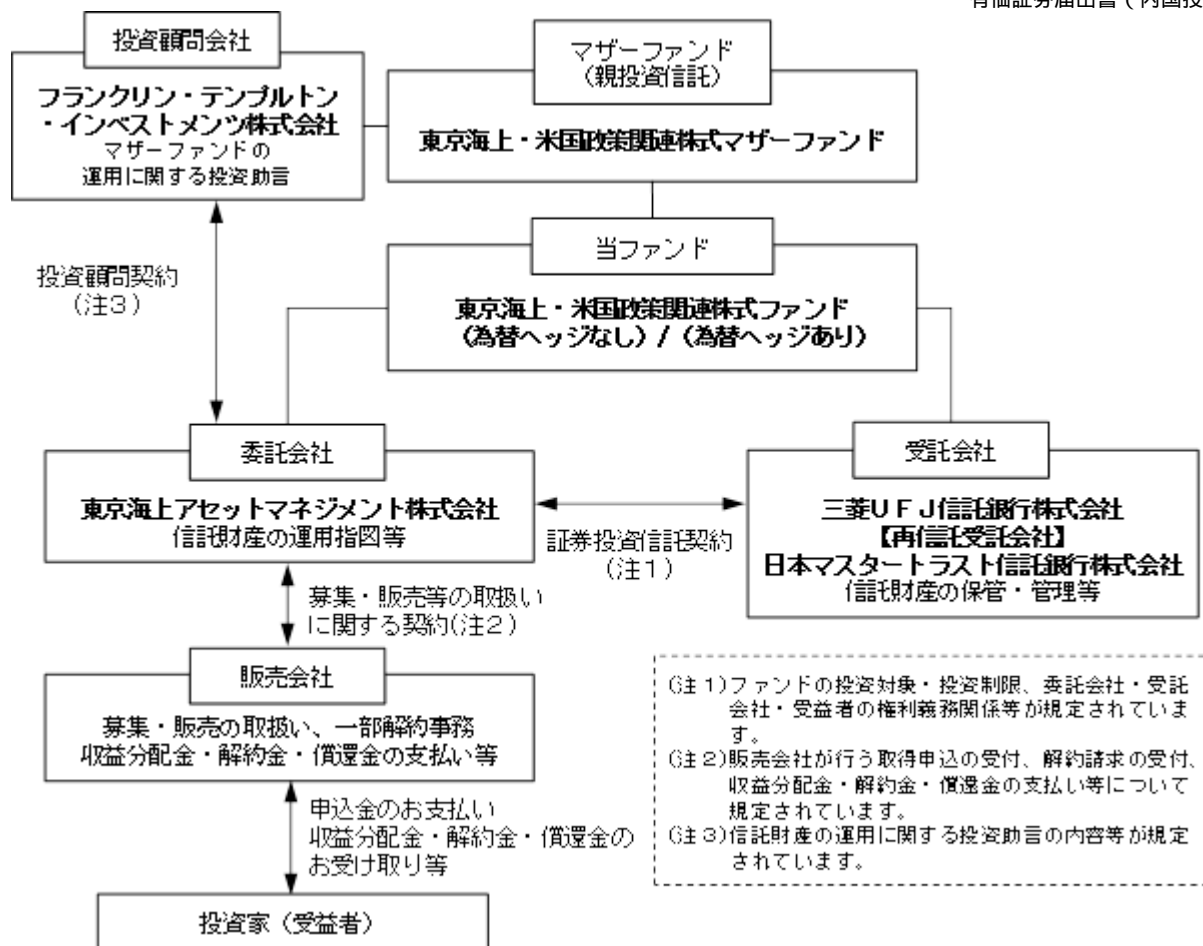 有価証券届出書（内国投
投資顧問会社
フランクリン・テンプルトン
・インベストメンツ株式会社
マザーファンドの
運用に関する投資助言
マザーファンド
（親投資信託）
東京海上・米国政策関連株式マザーファンド
当ファンド
東京海上・米国政策関連株式ファンド
（為替ヘッジなし）/（為替ヘッジあり）
投資顧問契約
（注３）
委託会社
東京海上アセットマネジメント株式会社
信託財産の運用指図等
証券投資信託契約
（注１）
受託会社
三菱ＵＦＪ信託銀行株式会社
【再信託受託会社】
日本マスタートラスト信託銀行株式会社
信託財産の保管・管理等
募集・販売等の取扱い
に関する契約（注２）
販売会社
募集・販売の取扱い、一部解約事務
収益分配金・解約金・償還金の支払い等
申込金のお支払い
収益分配金・解約金・償還金の
お受け取り等
投資家（受益者）
（注１）ファンドの投資対象・投資制限、委託会社・受託
会社・受益者の権利義務関係等が規定されていま
す。
（注２）販売会社が行う取得申込の受付、解約請求の受付、
収益分配金・解約金・償還金の支払い等について
規定されています。
（注３）信託財産の運用に関する投資助言の内容等が規定
されています。